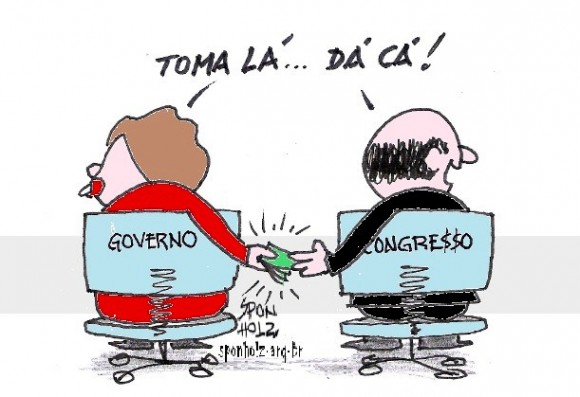 TOMA LÁ... DÁ CÁ!
GOVERNO
CONGRE$$O
SPON
HOLZ
sponholz.arq.br